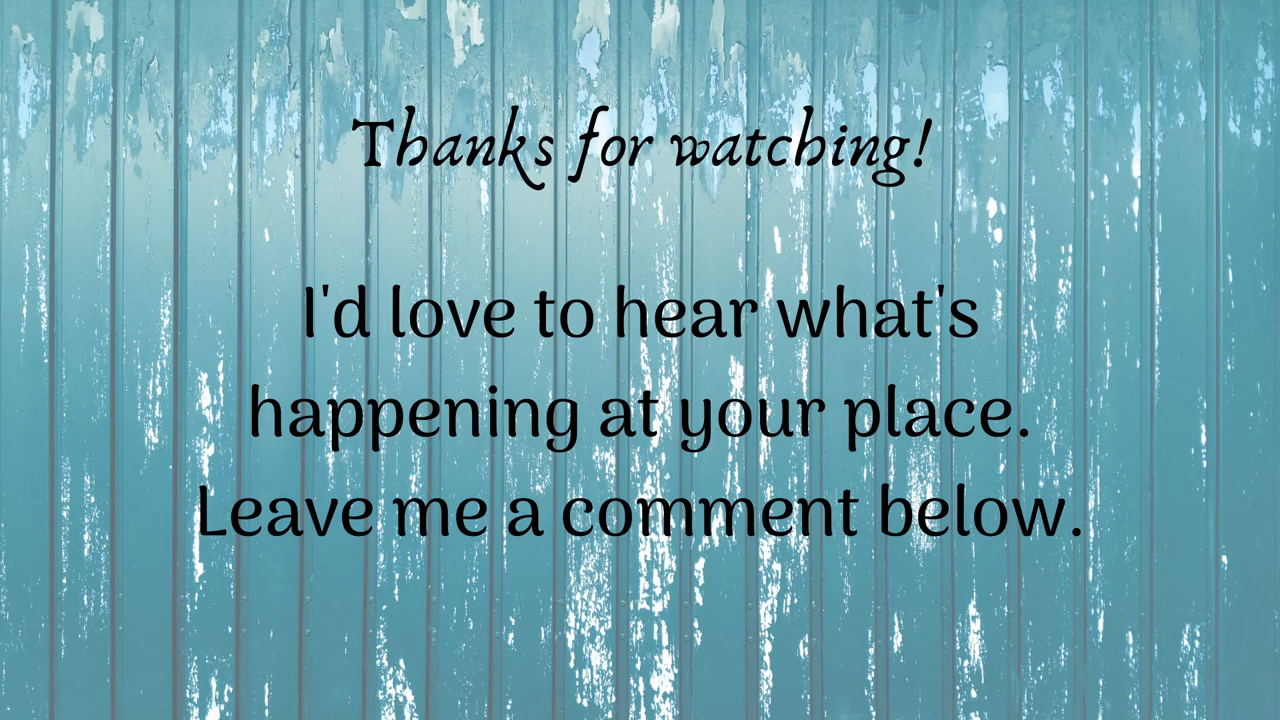 Thanks for watching!
I'd love to hear what's
happening at your place.
Leave me a comment below.